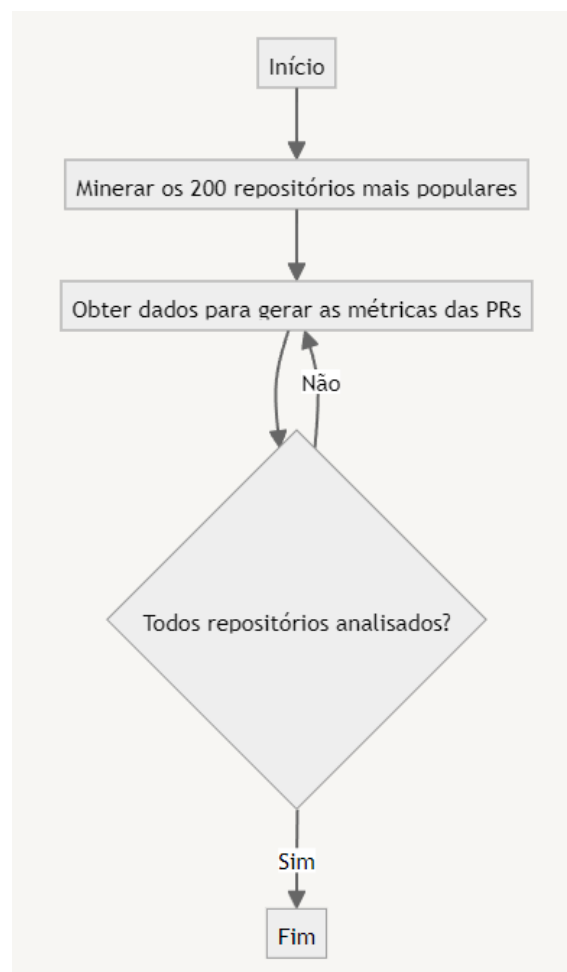 Início
Minerar os 200 repositórios mais populares
Obter dados para gerar as métricas das PRs
Não
Todos repositórios analisados?
Sim
Fim